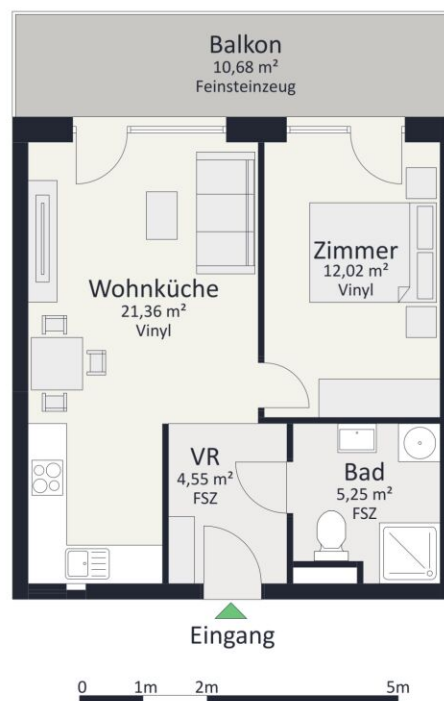 Balkon
10,68 m²
Feinsteinzeug
Zimmer
12,02 m²
Vinyl
Wohnküche
21,36 m²
Vinyl
VR
4,55 m²
FSZ
Bad
5,25 m²
FSZ
Eingang
0 1m 2m 5m